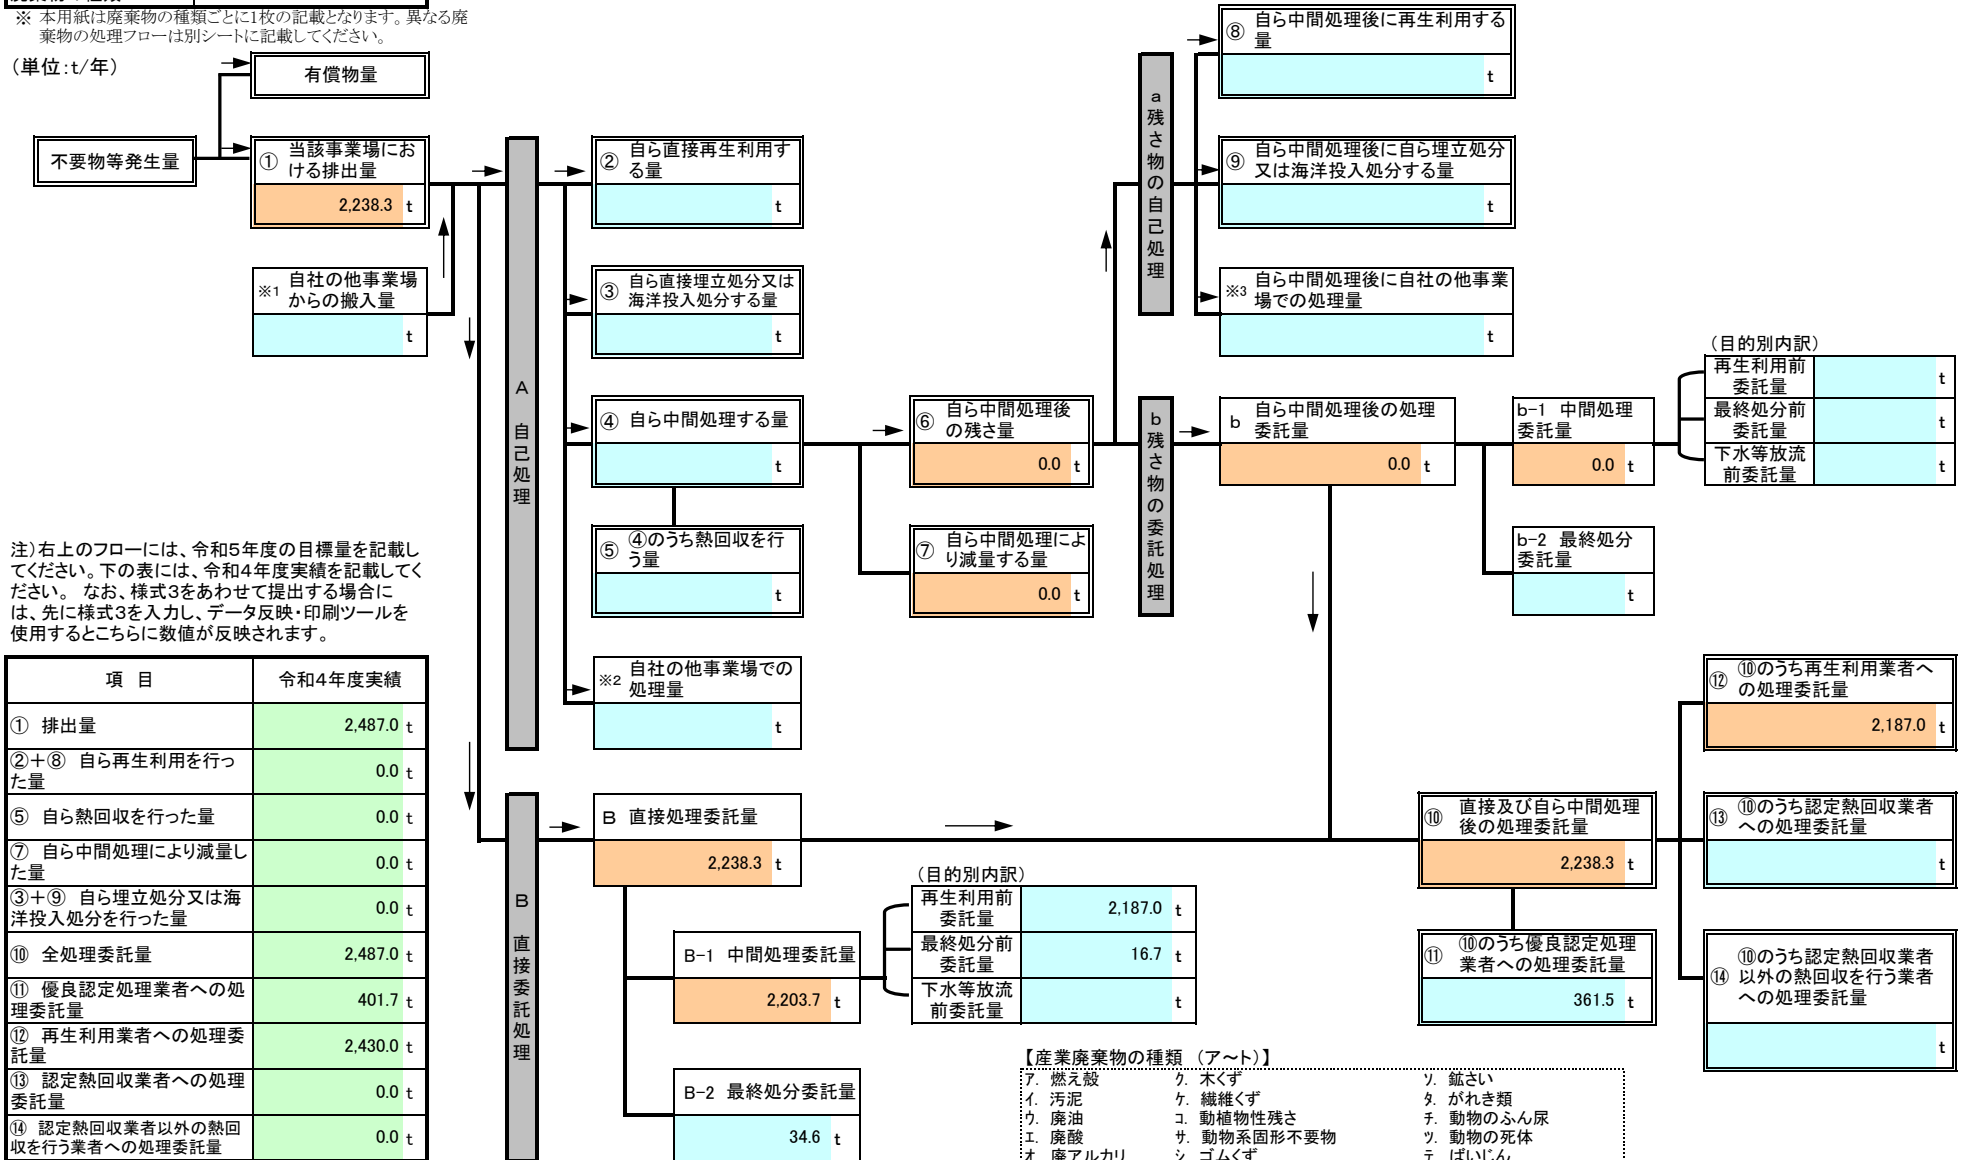 ※ 本用紙は廃棄物の種類ごとに1枚の記載となります。異なる廃
棄物の処理フローは別シートに記載してください。
(単位:t/年)
有償物量
不要物等発生量
① 当該事業場にお
ける排出量
2,238.3 t
※1 自社の他事業場
からの搬入量
t
A 自己処理
② 自ら直接再生利用す
る量
t
③ 自ら直接埋立処分又は
海洋投入処分する量
t
④ 自ら中間処理する量
t
⑤ ④のうち熱回収を行
う量
t
※2 自社の他事業場での
処理量
t
⑥ 自ら中間処理後
の残さ量
0.0 t
⑦ 自ら中間処理によ
り減量する量
0.0 t
a 残さ物の自己処理
⑧ 自ら中間処理後に再生利用する
量
t
⑨ 自ら中間処理後に自ら埋立処分
又は海洋投入処分する量
t
※3 自ら中間処理後に自社の他事業
場での処理量
t
b 残さ物の委託処理
b 自ら中間処理後の処理
委託量
0.0 t
b-1 中間処理
委託量
0.0 t
(目的別内訳)
再生利用前
委託量
t
最終処分前
委託量
t
下水等放流
前委託量
t
b-2 最終処分
委託量
t
注)右上のフローには、令和5年度の目標量を記載し
てください。下の表には、令和4年度実績を記載してく
ださい。 なお、様式3をあわせて提出する場合に
は、先に様式3を入力し、データ反映・印刷ツールを
使用するとこちらに数値が反映されます。
項 目 令和4年度実績
① 排出量 2,487.0 t
②+⑧ 自ら再生利用を行っ
た量 0.0 t
⑤ 自ら熱回収を行った量 0.0 t
⑦ 自ら中間処理により減量し
た量 0.0 t
③+⑨ 自ら埋立処分又は海
洋投入処分を行った量 0.0 t
⑩ 全処理委託量 2,487.0 t
⑪ 優良認定処理業者への処
理委託量 401.7 t
⑫ 再生利用業者への処理委
託量 2,430.0 t
⑬ 認定熱回収業者への処理
委託量 0.0 t
⑭ 認定熱回収業者以外の熱回
収を行う業者への処理委託量 0.0 t
B 直接委託処理
B 直接処理委託量
2,238.3 t
B-1 中間処理委託量
2,203.7 t
(目的別内訳)
再生利用前
委託量
2,187.0 t
最終処分前
委託量
16.7 t
下水等放流
前委託量
t
B-2 最終処分委託量
34.6 t
⑩ 直接及び自ら中間処理
後の処理委託量
2,238.3 t
⑪ ⑩のうち優良認定処理
業者への処理委託量
361.5 t
⑫ ⑩のうち再生利用業者へ
の処理委託量
2,187.0 t
⑬ ⑩のうち認定熱回収業者
への処理委託量
t
⑭ ⑩のうち認定熱回収業者
以外の熱回収を行う業者
への処理委託量
t
【産業廃棄物の種類 (ア~ト)】
ア. 燃え殻 ク. 木くず ソ. 鉱さい
イ. 汚泥 ケ. 繊維くず タ. がれき類
ウ. 廃油 コ. 動植物性残さ チ. 動物のふん尿
エ. 廃酸 サ. 動物系固形不要物 ツ. 動物の死体
オ. 廃アルカリ シ. ゴムくず テ. ばいじん